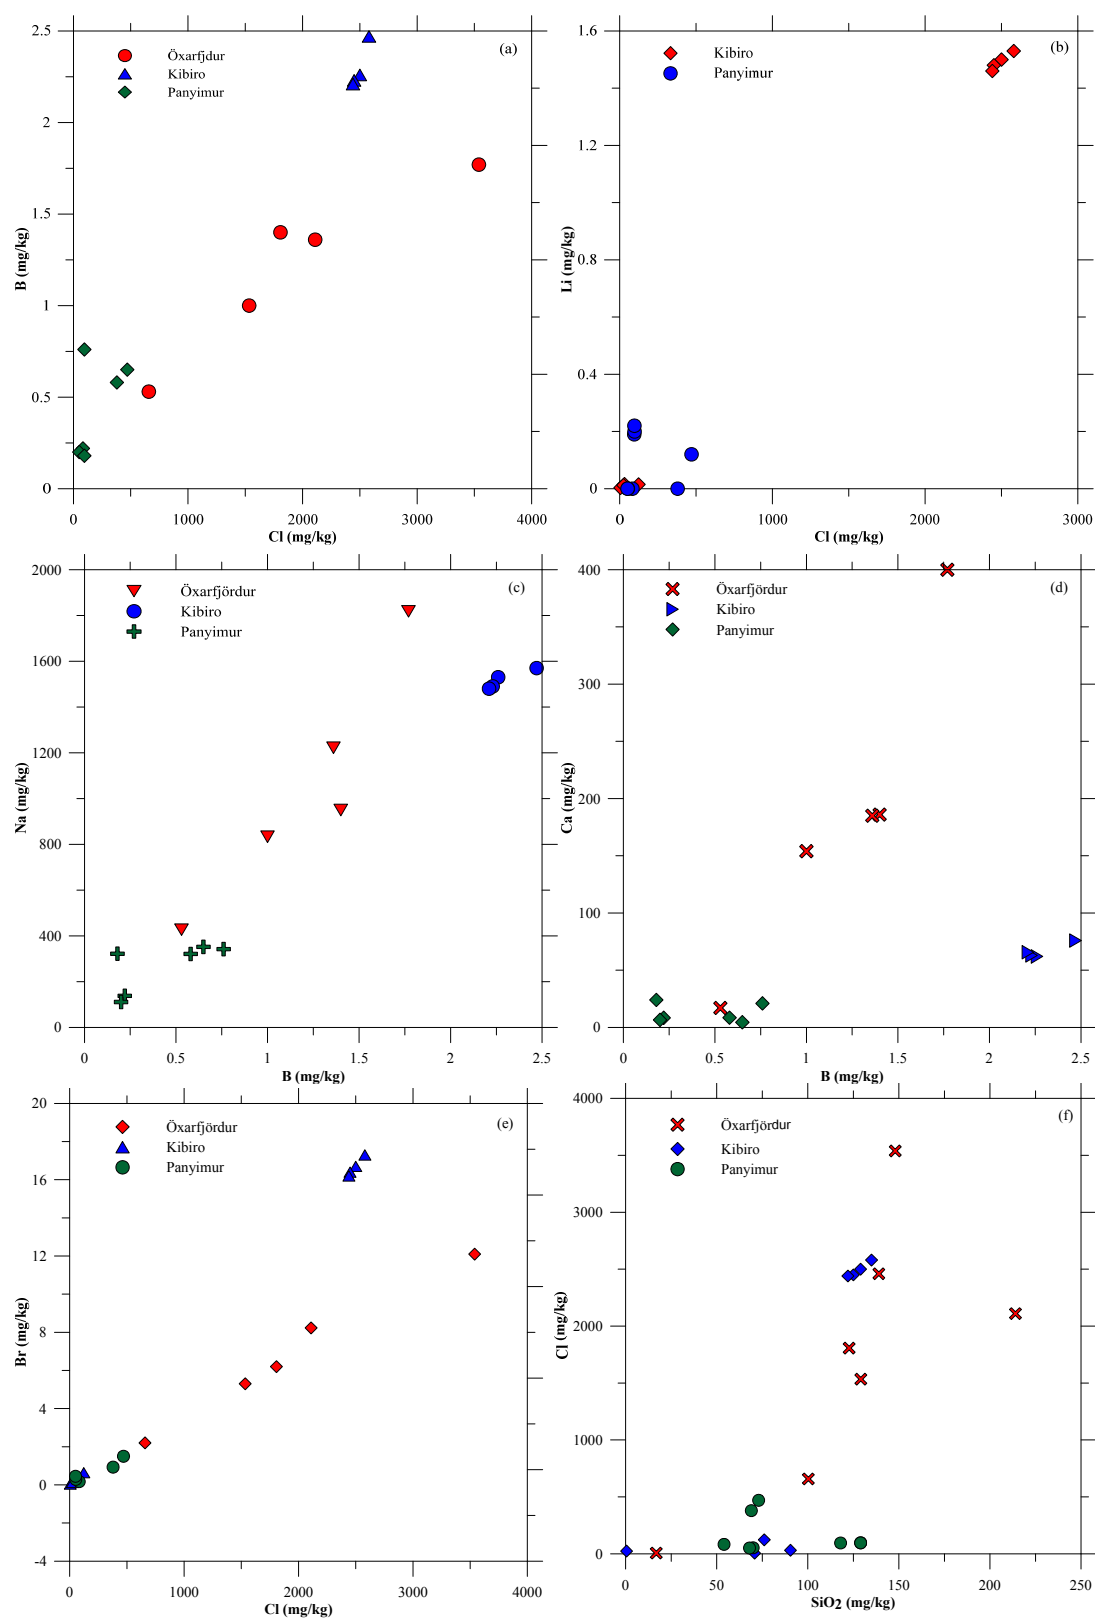 2.5
2
1.5
1
0.5
0
B (mg/kg)
Öxarfjdur
Kibiro
Panyimur
(a)
0
1000
2000
3000
4000
Cl (mg/kg)
1.6
1.2
0.8
0.4
0
Li (mg/kg)
Kibiro
Panyimur
(b)
0
1000
2000
3000
Cl (mg/kg)
2000
1600
1200
800
400
0
Na (mg/kg)
Öxarfjördur
Kibiro
Panyimur
(c)
0
0.5
1
1.5
2
2.5
B (mg/kg)
400
300
200
100
0
Ca (mg/kg)
Öxarfjördur
Kibiro
Panyimur
(d)
0
0.5
1
1.5
2
2.5
B (mg/kg)
20
16
12
8
4
0
-4
Br (mg/kg)
Öxarfjördur
Kibiro
Panyimur
(e)
0
1000
2000
3000
4000
Cl (mg/kg)
4000
3000
2000
1000
0
Cl (mg/kg)
Öxarfjördur
Kibiro
Panyimur
(f)
0
50
100
150
200
250
SiO2 (mg/kg)